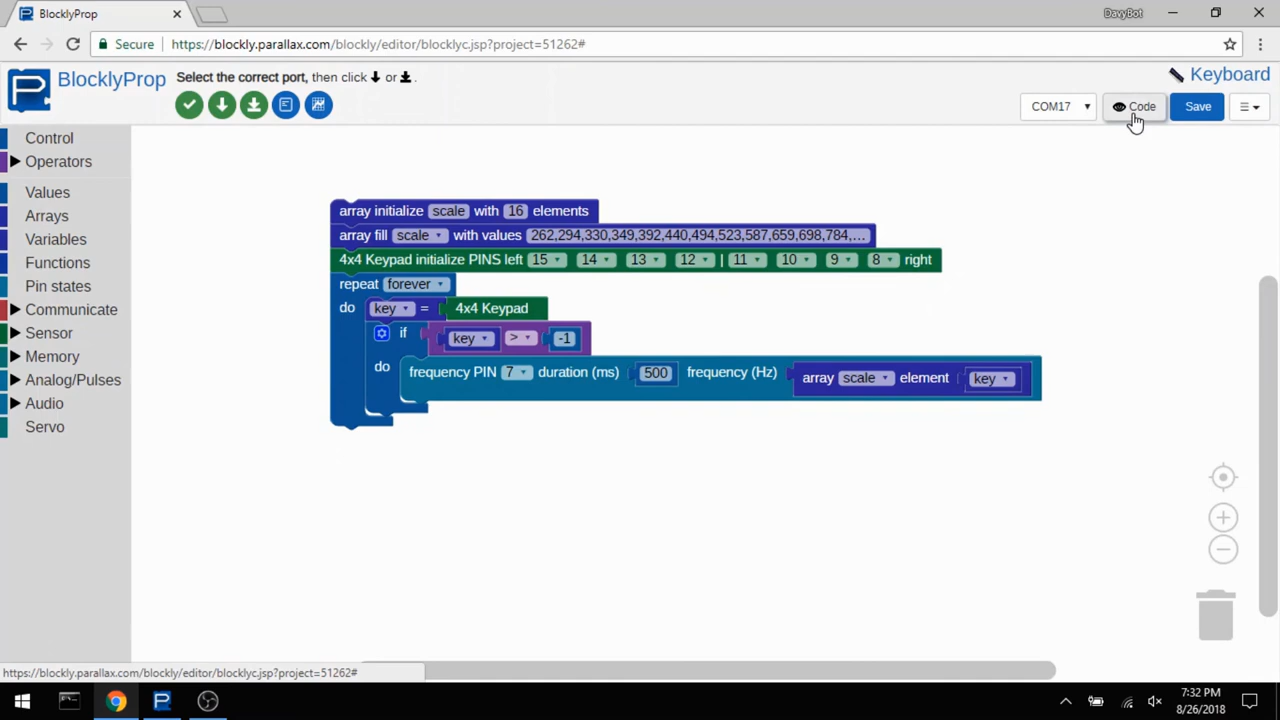 BlocklyProp
DavyBot
Secure
https://blockly.parallax.com/blockly/editor/blocklyc.jsp?project=51262#
BlocklyProp
Select the correct port, then click or .
Keyboard
COM17
Code
Save
Control
Operators
Values
Arrays
Variables
Functions
Pin states
Communicate
Sensor
Memory
Analog/Pulses
Audio
Servo
array initialize scale with 16 elements
array fill scale with values 262,294,330,349,392,440,494,523,587,659,698,784,...
4x4 Keypad initialize PINS left 15 14 13 12 | 11 10 9 8 right
repeat forever
do key = 4x4 Keypad
if key > -1
do frequency PIN 7 duration (ms) 500 frequency (Hz) array scale element key
https://blockly.parallax.com/blockly/editor/blocklyc.jsp?project=51262#
7:32 PM
8/26/2018